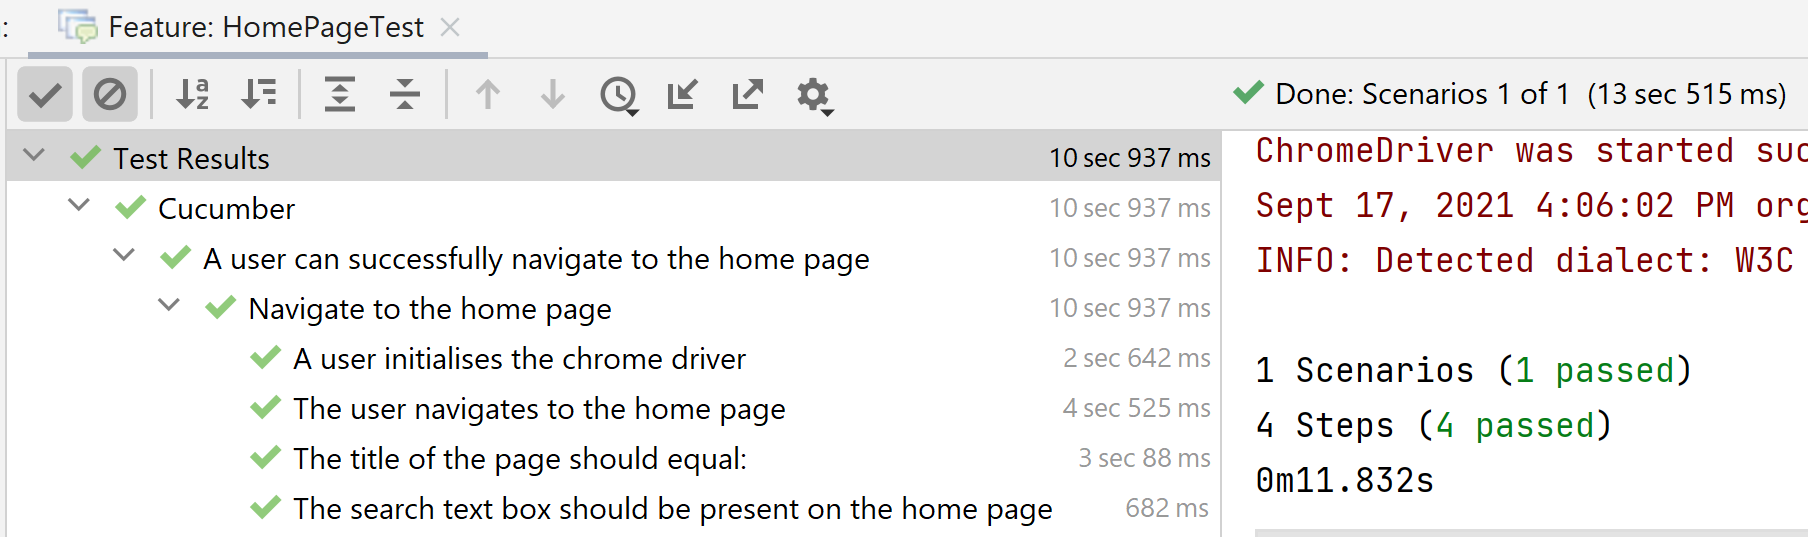 : Feature: HomePageTest
Done: Scenarios 1 of 1 (13 sec 515 ms)
Test Results 10 sec 937 ms
Cucumber 10 sec 937 ms
A user can successfully navigate to the home page 10 sec 937 ms
Navigate to the home page 10 sec 937 ms
A user initialises the chrome driver 2 sec 642 ms
The user navigates to the home page 4 sec 525 ms
The title of the page should equal: 3 sec 88 ms
The search text box should be present on the home page 682 ms
ChromeDriver was started suc
Sept 17, 2021 4:06:02 PM org
INFO: Detected dialect: W3C
1 Scenarios (1 passed)
4 Steps (4 passed)
0m11.832s